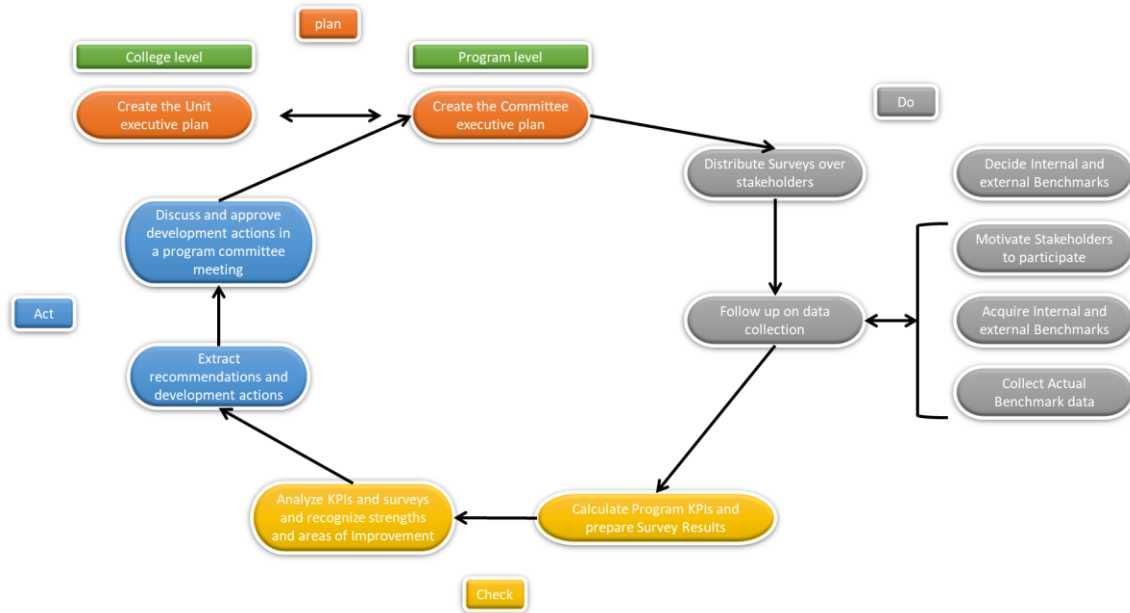 plan
College level
Program level
Create the Unit
executive plan
Create the Committee
executive plan
Do
Distribute Surveys over
stakeholders
Decide Internal and
external Benchmarks
Motivate Stakeholders
to participate
Follow up on data
collection
Acquire Internal and
external Benchmarks
Collect Actual
Benchmark data
Discuss and approve
development actions in
a program committee
meeting
Act
Extract
recommendations and
development actions
Analyze KPIs and surveys
and recognize strengths
and areas of Improvement
Calculate Program KPIs and
prepare Survey Results
Check